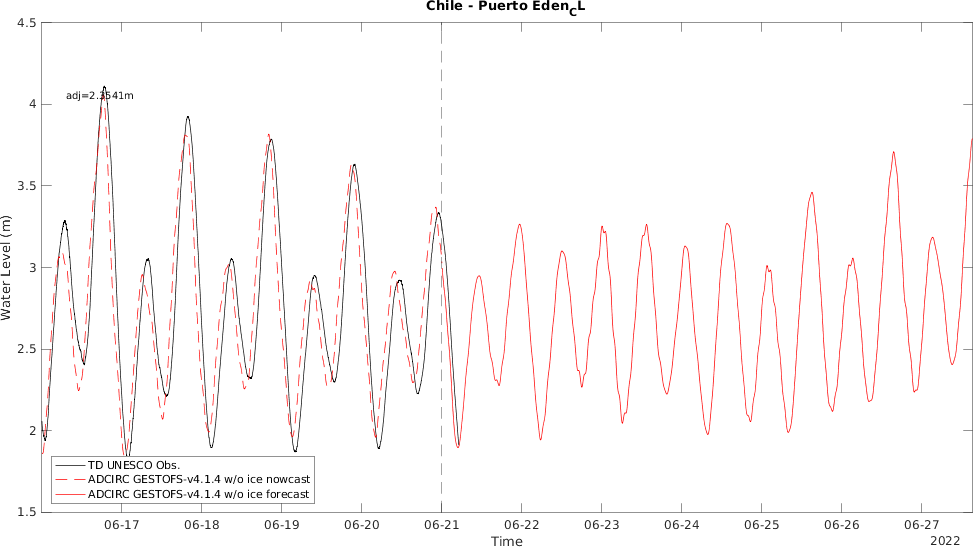 Chile - Puerto Eden_CL
4.5
4
3.5
3
2.5
2
1.5
Water Level (m)
adj=2.3541m
TD UNESCO Obs.
ADCIRC GESTOFS-v4.1.4 w/o ice nowcast
ADCIRC GESTOFS-v4.1.4 w/o ice forecast
06-17 06-18 06-19 06-20 06-21 06-22 06-23 06-24 06-25 06-26 06-27
Time
2022